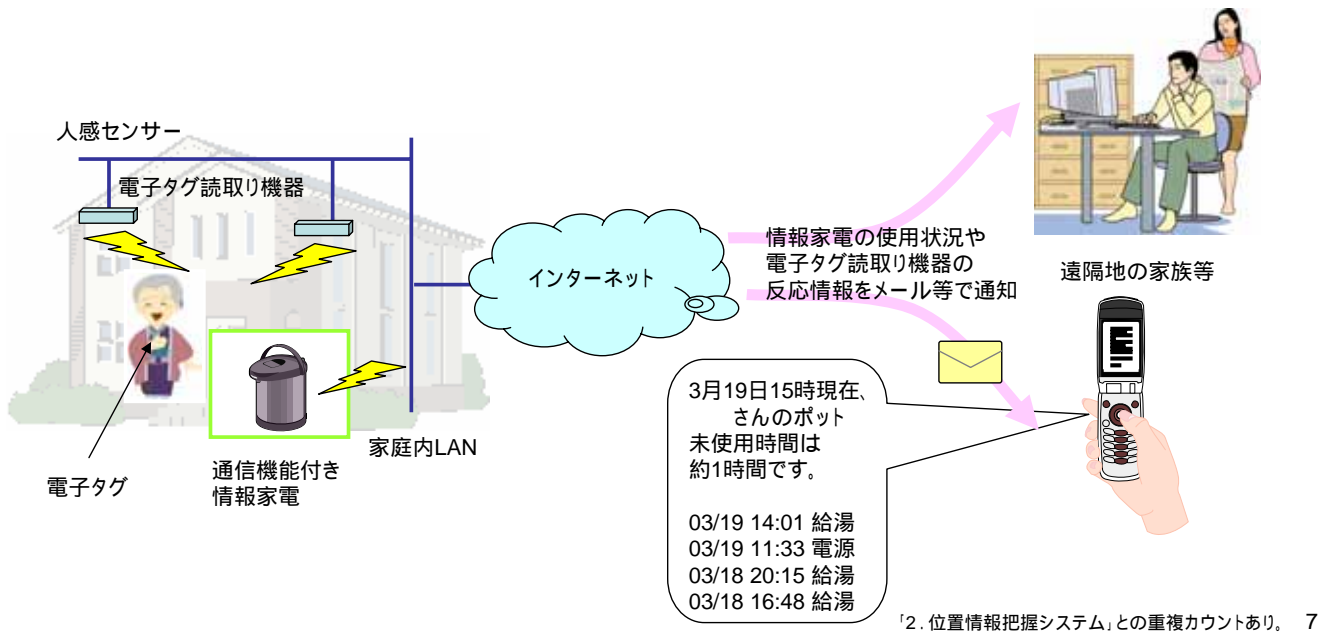 人感センサー
電子タグ読取り機器
電子タグ
通信機能付き
情報家電
家庭内LAN
インターネット
情報家電の使用状況や
電子タグ読取り機器の
反応情報をメール等で通知
遠隔地の家族等
3月19日15時現在、
さんのポット
未使用時間は
約1時間です。
03/19 14:01 給湯
03/19 11:33 電源
03/18 20:15 給湯
03/18 16:48 給湯
「2.位置情報把握システム」との重複カウントあり。 7